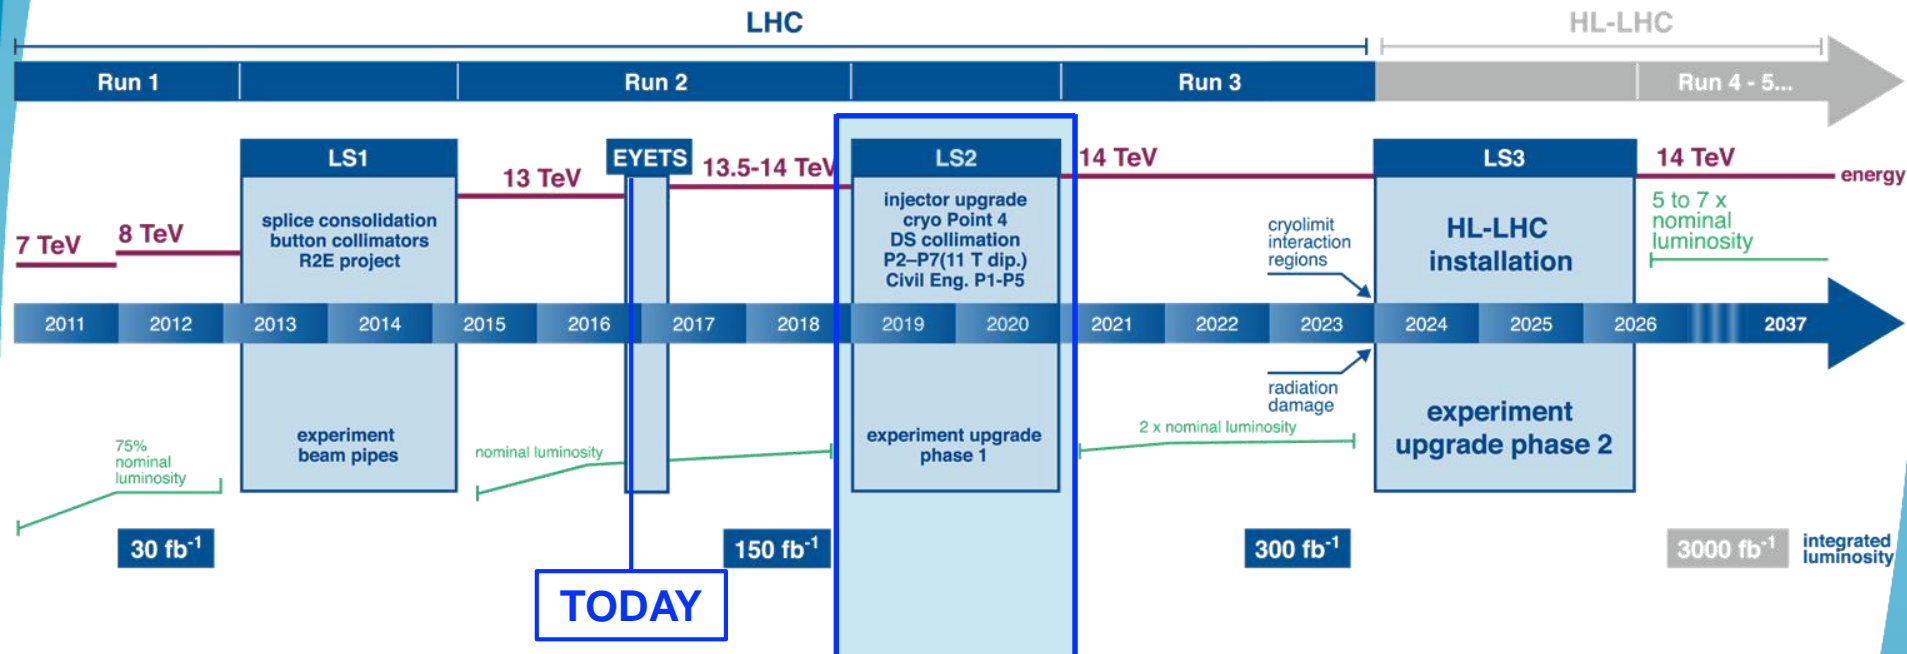 LHC
HL-LHC
Run 1
Run 2
Run 3
Run 4 - 5...
LS1
EYETS
13.5-14 TeV
LS2
14 TeV
LS3
14 TeV
energy
13 TeV
7 TeV
8 TeV
splice consolidation
button collimators
R2E project
injector upgrade
cryo Point 4
DS collimation
P2–P7(11 T dip.)
Civil Eng. P1-P5
cryolimit
interaction
regions
HL-LHC
installation
5 to 7 x
nominal
luminosity
2011
2012
2013
2014
2015
2016
2017
2018
2019
2020
2021
2022
2023
2024
2025
2026
2037
radiation
damage
75%
nominal
luminosity
experiment
beam pipes
nominal luminosity
experiment upgrade
phase 1
2 x nominal luminosity
experiment
upgrade phase 2
30 fb-1
150 fb-1
300 fb-1
3000 fb-1
integrated
luminosity
TODAY